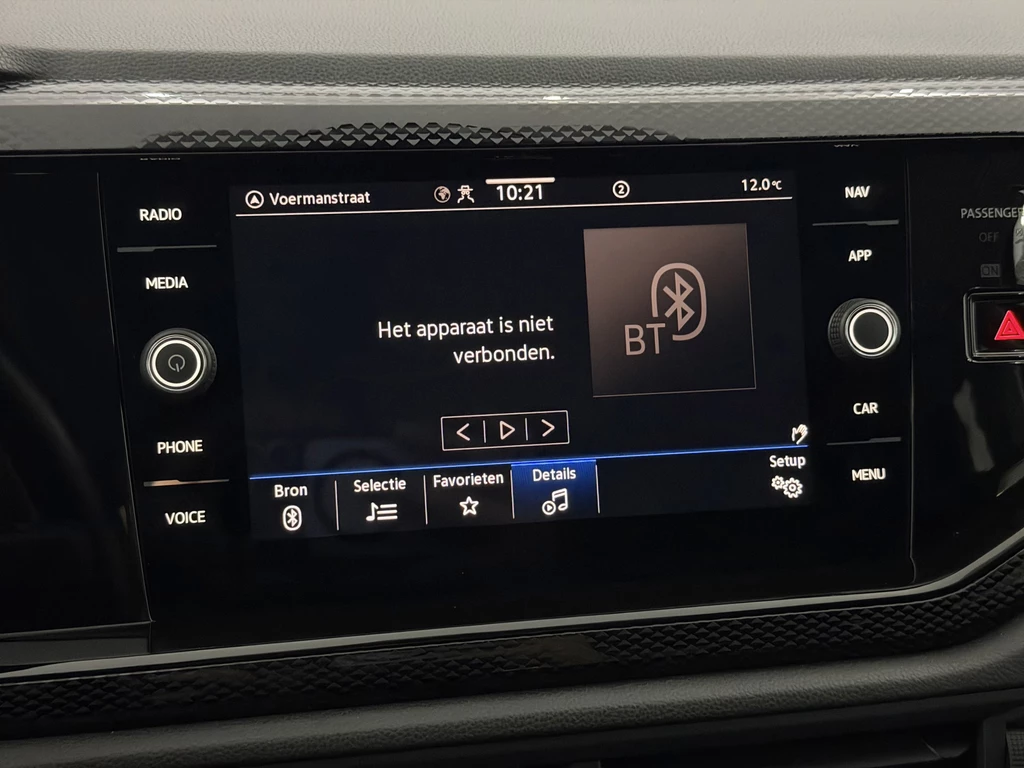 Voermanstraat
10:21
2
12.0°C
RADIO
MEDIA
PHONE
VOICE
Het apparaat is niet
verbonden.
BT
Bron
Selectie
Favorieten
Details
Setup
NAV
APP
CAR
MENU
PASSENGER
OFF
ON